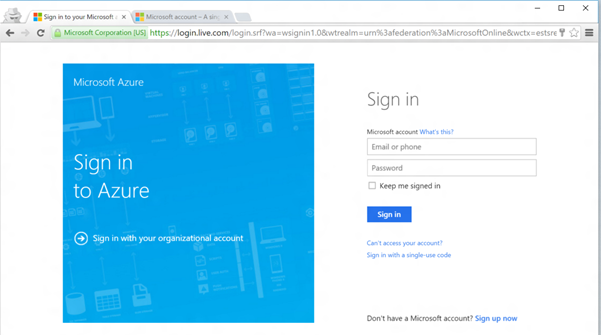 Sign in to your Microsoft a
Microsoft account – A sing
Microsoft Corporation [US]
https://login.live.com/login.srf?wa=wsignin1.0&wtrealm=urn%3afederation%3aMicrosoftOnline&wctx=estsre
Microsoft Azure
Sign in
to Azure
Sign in with your organizational account
Sign in
Microsoft account What's this?
Email or phone
Password
Keep me signed in
Sign in
Can't access your account?
Sign in with a single-use code
Don't have a Microsoft account? Sign up now